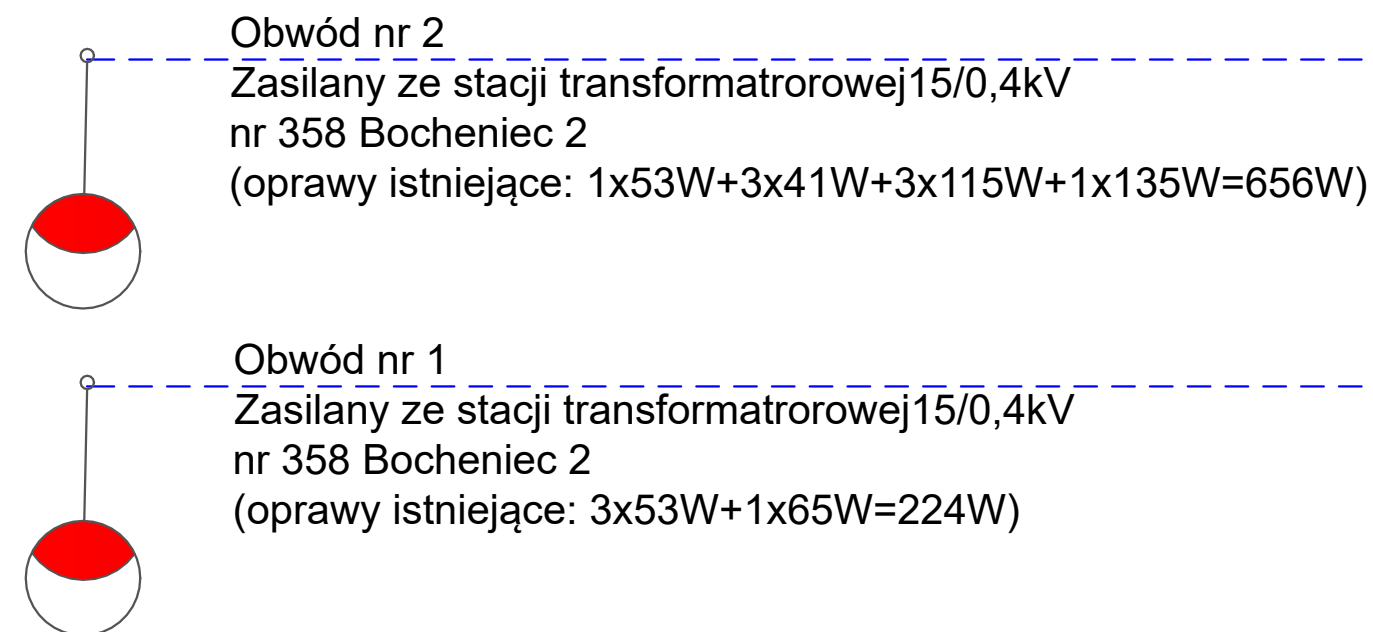 Obwód nr 2
Zasilany ze stacji transformatrorowej15/0,4kV
nr 358 Bocheniec 2
(oprawy istniejące: 1x53W+3x41W+3x115W+1x135W=656W)
Obwód nr 1
Zasilany ze stacji transformatrorowej15/0,4kV
nr 358 Bocheniec 2
(oprawy istniejące: 3x53W+1x65W=224W)